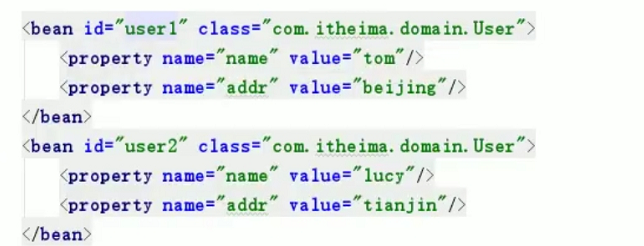 <bean id="user1" class="com.itheima.domain.User">
<property name="name" value="tom"/>
<property name="addr" value="beijing"/>
</bean>
<bean id="user2" class="com.itheima.domain.User">
<property name="name" value="lucy"/>
<property name="addr" value="tianjin"/>
</bean>